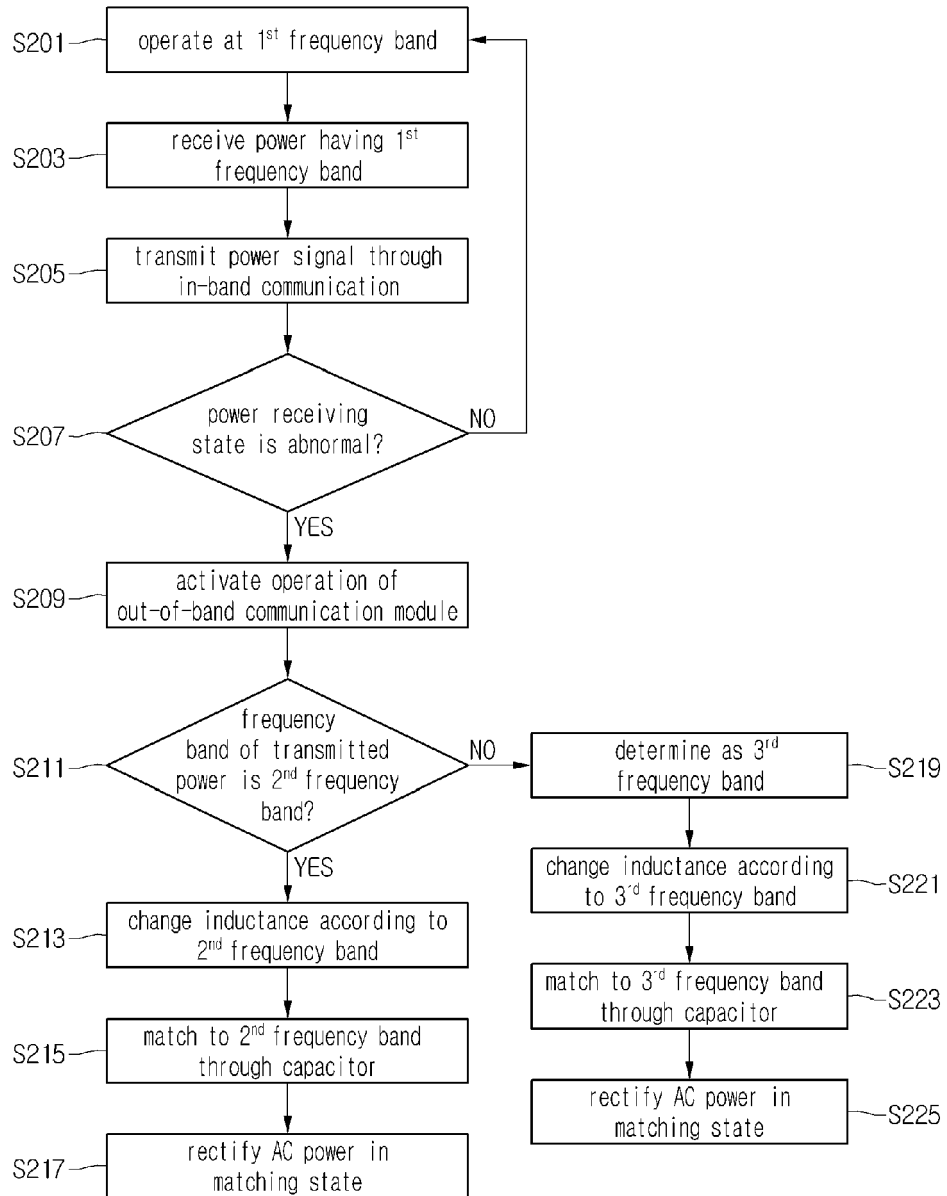 S201
operate at 1st frequency band
S203
receive power having 1st
frequency band
S205
transmit power signal through
in-band communication
S207
power receiving
state is abnormal?
NO
YES
S209
activate operation of
out-of-band communication module
S211
frequency
band of transmitted
power is 2nd frequency
band?
NO
YES
determine as 3rd
frequency band
S219
change inductance according
to 3rd frequency band
S221
S213
change inductance according to
2nd frequency band
match to 3rd frequency band
through capacitor
S223
S215
match to 2nd frequency band
through capacitor
rectify AC power in
matching state
S225
S217
rectify AC power in
matching state